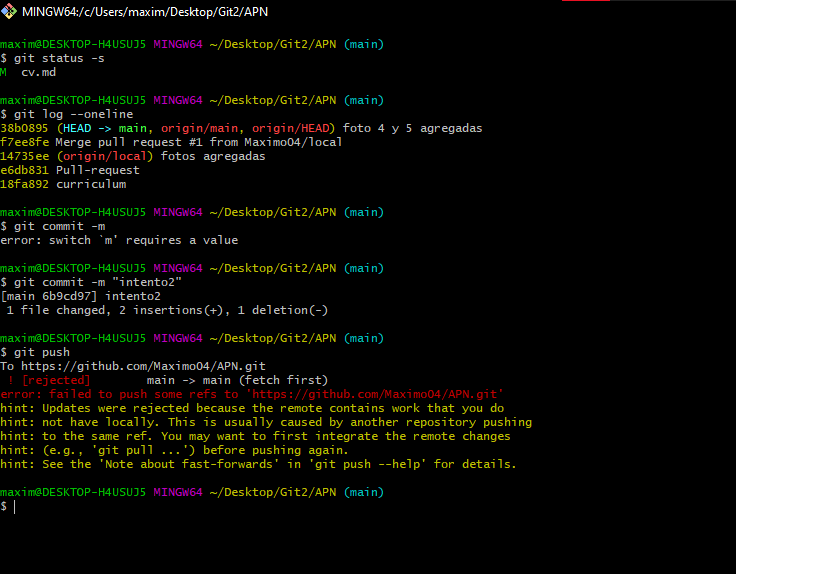 MINGW64:/c/Users/maxim/Desktop/Git2/APN
maxim@DESKTOP-H4USUJ5 MINGW64 ~/Desktop/Git2/APN (main)
$ git status -s
M  cv.md
maxim@DESKTOP-H4USUJ5 MINGW64 ~/Desktop/Git2/APN (main)
$ git log --oneline
38b0895 (HEAD -> main, origin/main, origin/HEAD) foto 4 y 5 agregadas
f7ee8fe Merge pull request #1 from Maximo04/local
14735ee (origin/local) fotos agregadas
e6db831 Pull-request
18fa892 curriculum
maxim@DESKTOP-H4USUJ5 MINGW64 ~/Desktop/Git2/APN (main)
$ git commit -m
error: switch `m' requires a value
maxim@DESKTOP-H4USUJ5 MINGW64 ~/Desktop/Git2/APN (main)
$ git commit -m "intento2"
[main 6b9cd97] intento2
 1 file changed, 2 insertions(+), 1 deletion(-)
maxim@DESKTOP-H4USUJ5 MINGW64 ~/Desktop/Git2/APN (main)
$ git push
To https://github.com/Maximo04/APN.git
 ! [rejected]        main -> main (fetch first)
error: failed to push some refs to 'https://github.com/Maximo04/APN.git'
hint: Updates were rejected because the remote contains work that you do
hint: not have locally. This is usually caused by another repository pushing
hint: to the same ref. You may want to first integrate the remote changes
hint: (e.g., 'git pull ...') before pushing again.
hint: See the 'Note about fast-forwards' in 'git push --help' for details.
maxim@DESKTOP-H4USUJ5 MINGW64 ~/Desktop/Git2/APN (main)
$